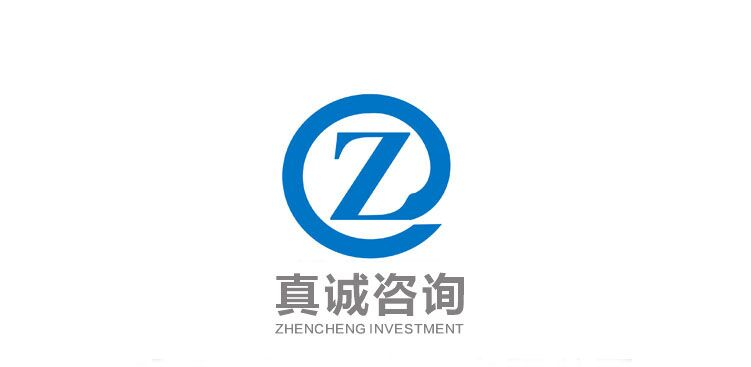 Z
真诚咨询
ZHENCHENG INVESTMENT